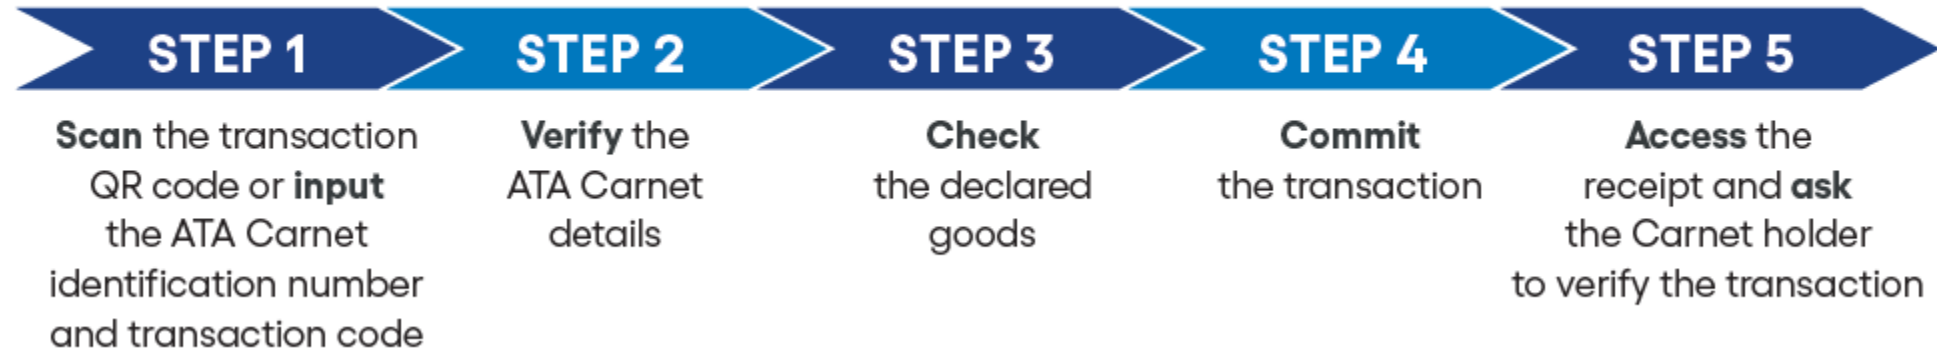 STEP 1
Scan the transaction
QR code or input
the ATA Carnet
identification number
and transaction code
STEP 2
Verify the
ATA Carnet
details
STEP 3
Check
the declared
goods
STEP 4
Commit
the transaction
STEP 5
Access the
receipt and ask
the Carnet holder
to verify the transaction